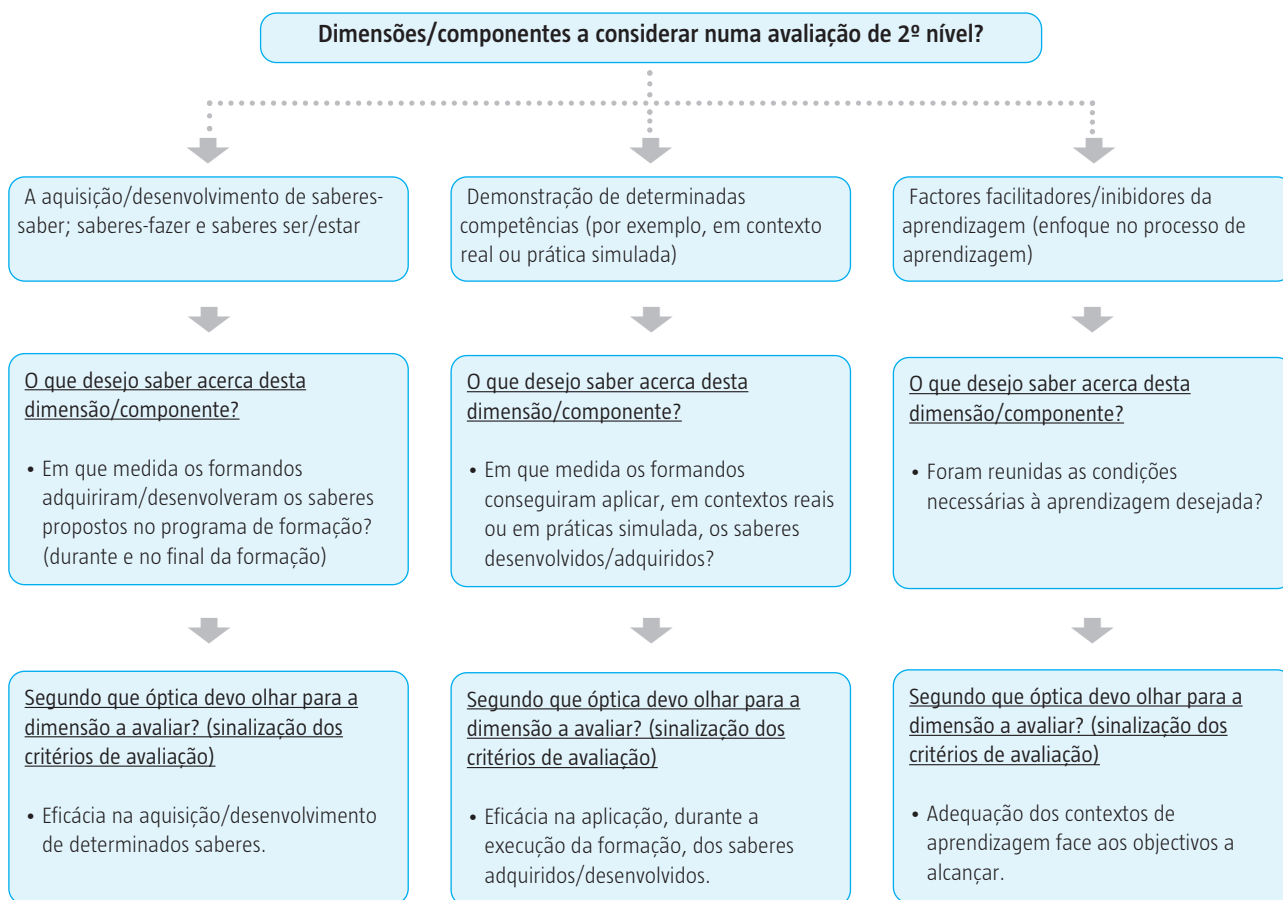 Dimensões/componentes a considerar numa avaliação de 2º nível?
A aquisição/desenvolvimento de saberes-
saber; saberes-fazer e saberes ser/estar
Demonstração de determinadas
competências (por exemplo, em contexto
real ou prática simulada)
Factores facilitadores/inibidores da
aprendizagem (enfoque no processo de
aprendizagem)
O que desejo saber acerca desta
dimensão/componente?
• Em que medida os formandos
adquiriram/desenvolveram os saberes
propostos no programa de formação?
(durante e no final da formação)
O que desejo saber acerca desta
dimensão/componente?
• Em que medida os formandos
conseguiram aplicar, em contextos reais
ou em práticas simulada, os saberes
desenvolvidos/adquiridos?
O que desejo saber acerca desta
dimensão/componente?
• Foram reunidas as condições
necessárias à aprendizagem desejada?
Segundo que óptica devo olhar para a
dimensão a avaliar? (sinalização dos
critérios de avaliação)
• Eficácia na aquisição/desenvolvimento
de determinados saberes.
Segundo que óptica devo olhar para a
dimensão a avaliar? (sinalização dos
critérios de avaliação)
• Eficácia na aplicação, durante a
execução da formação, dos saberes
adquiridos/desenvolvidos.
Segundo que óptica devo olhar para a
dimensão a avaliar? (sinalização dos
critérios de avaliação)
• Adequação dos contextos de
aprendizagem face aos objectivos a
alcançar.